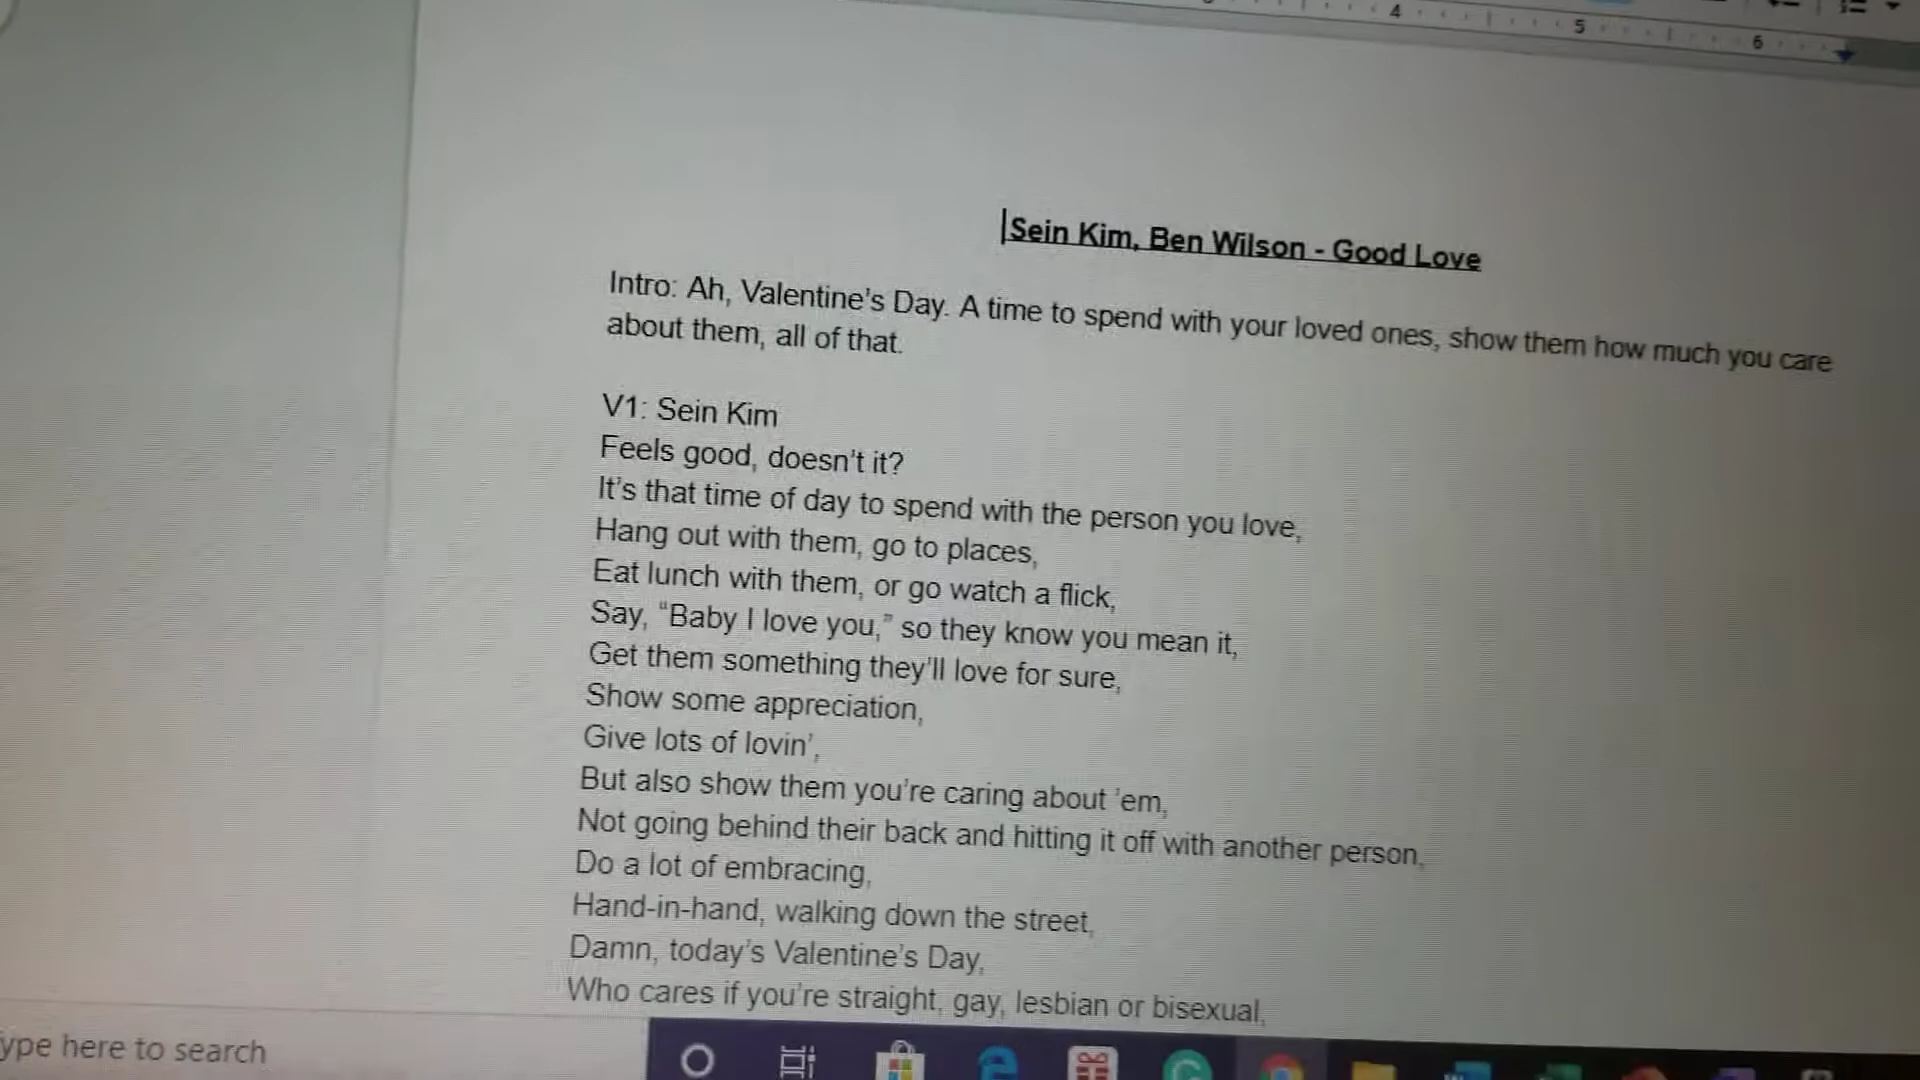 4 5 6
Sein Kim, Ben Wilson - Good Love
Intro: Ah, Valentine's Day. A time to spend with your loved ones, show them how much you care
about them, all of that.
V1: Sein Kim
Feels good, doesn't it?
It's that time of day to spend with the person you love,
Hang out with them, go to places,
Eat lunch with them, or go watch a flick,
Say, “Baby I love you,” so they know you mean it,
Get them something they'll love for sure,
Show some appreciation,
Give lots of lovin',
But also show them you're caring about 'em,
Not going behind their back and hitting it off with another person,
Do a lot of embracing,
Hand-in-hand, walking down the street,
Damn, today's Valentine's Day,
Who cares if you're straight, gay, lesbian or bisexual,
ype here to search